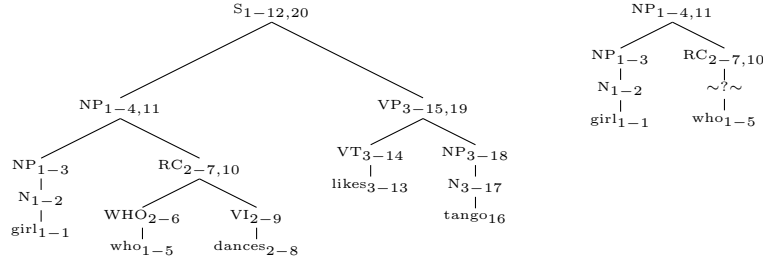 S1−12,20
NP1−4,11
NP1−4,11
VP3−15,19
NP1−3
RC2−7,10
N1−2
∼?∼
girl1−1
who1−5
NP1−3
RC2−7,10
VT3−14
NP3−18
N1−2
WHO2−6
VI2−9
likes3−13
N3−17
girl1−1
who1−5
dances2−8
tango16